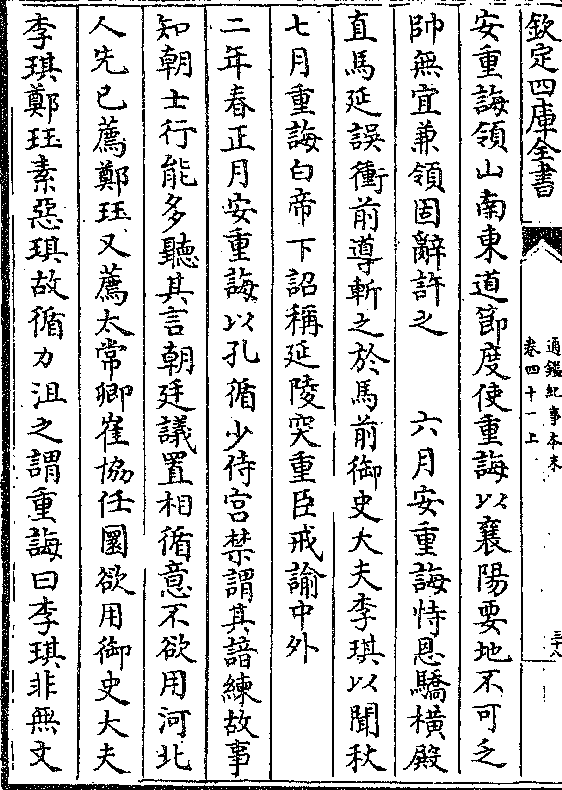 欽定四庫全書
通鑑紀事本末
卷四十一上
三十八
安重誨領山南東道節度使重誨以襄陽要地不可乏
帥無宜兼領固辭許之　六月安重誨恃恩驕橫殿
直馬延誤衝前導斬之於馬前御史大夫李琪以聞秋
七月重誨白帝下詔稱延陵突重臣戒諭中外
二年春正月安重誨以孔循少侍宮禁謂其諳練故事
知朝士行能多聽其言朝廷議置相循意不欲用河北
人先已薦鄭珏又薦太常卿崔協任圜欲用御史大夫
李琪鄭珏素惡琪故循力沮之謂重誨曰李琪非無文